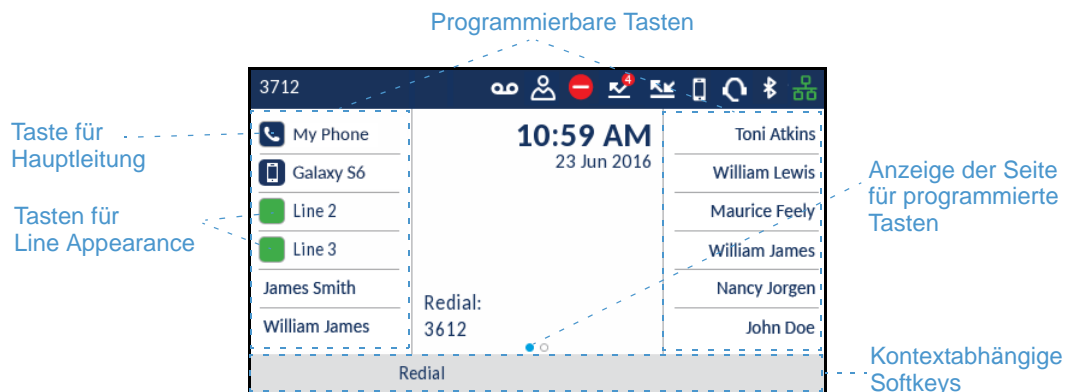 Programmierbare Tasten
3712
4
Taste für
Hauptleitung
Tasten für
Line Appearance
My Phone
Galaxy S6
Line 2
Line 3
James Smith
William James
10:59 AM
23 Jun 2016
Redial:
3612
Toni Atkins
William Lewis
Maurice Feely
William James
Nancy Jorgen
John Doe
Redial
Anzeige der Seite
für programmierte
Tasten
Kontextabhängige
Softkeys